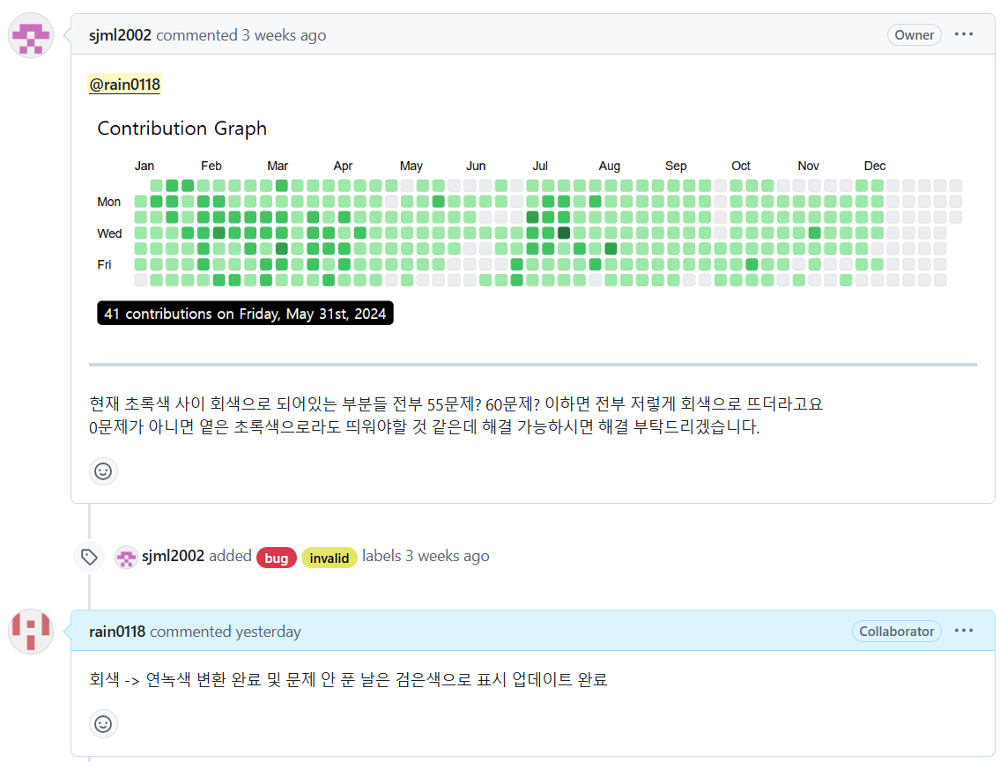 sjml2002 commented 3 weeks ago Owner
@rain0118
Contribution Graph
Jan Feb Mar Apr May Jun Jul Aug Sep Oct Nov Dec
Mon
Wed
Fri
41 contributions on Friday, May 31st, 2024
현재 초록색 사이 회색으로 되어있는 부분들 전부 55문제? 60문제? 이하면 전부 저렇게 회색으로 뜨더라고요
0문제가 아니면 옅은 초록색으로라도 띄워야할 것 같은데 해결 가능하시면 해결 부탁드리겠습니다.
sjml2002 added bug invalid labels 3 weeks ago
rain0118 commented yesterday Collaborator
회색 -> 연녹색 변환 완료 및 문제 안 푼 날은 검은색으로 표시 업데이트 완료